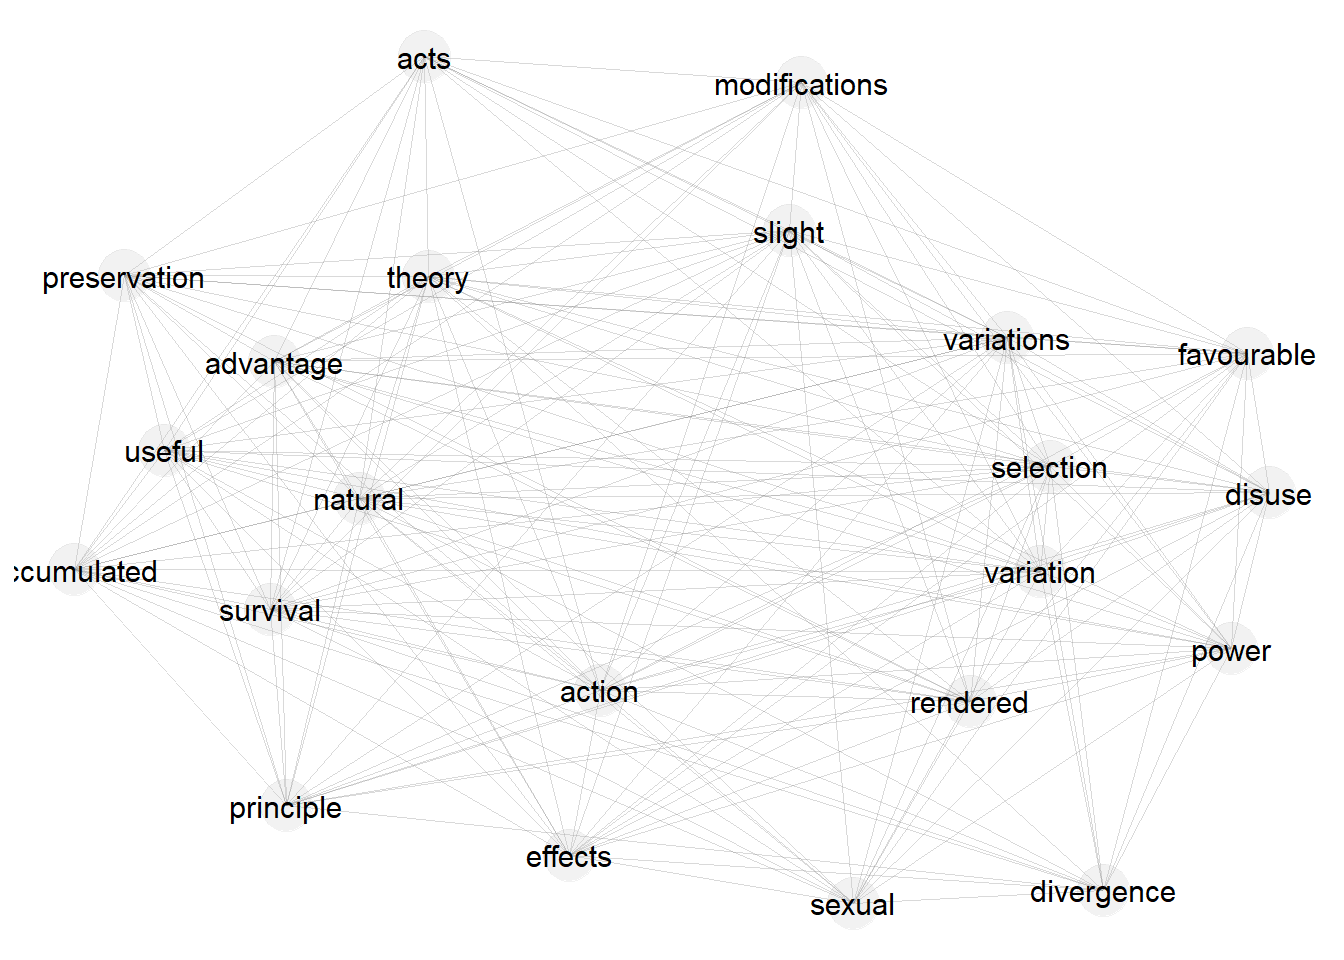 acts
modifications
slight
preservation
theory
variations
favourable
advantage
useful
selection
natural
disuse
ccumulated
variation
survival
power
action
rendered
principle
effects
sexual
divergence